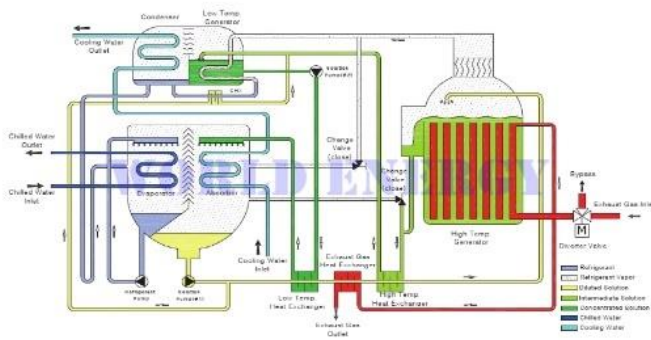 Condenser
Low Temp.
Generator
Cooling Water
Outlet
Solution
Pump(#2)
Chilled Water
Outlet
Change
Valve
(close)
Change
Valve
(close)
Bypass
Evaporator
Absorber
WORLD ENERGY
Chilled Water
Inlet
Exhaust Gas Inlet
M
Diverter Valve
High Temp
Generator
Cooling Water
Inlet
Exhaust Gas
Heat Exchanger
Refrigerant
Pump
Solution
Pump(#1)
Low Temp.
Heat Exchanger
High Temp
Heat Exchanger
Exhaust Gas
Outlet
Refrigerant
Refrigerant Vapor
Diluted Solution
Intermediate Solution
Concentrated Solution
Chilled Water
Cooling Water